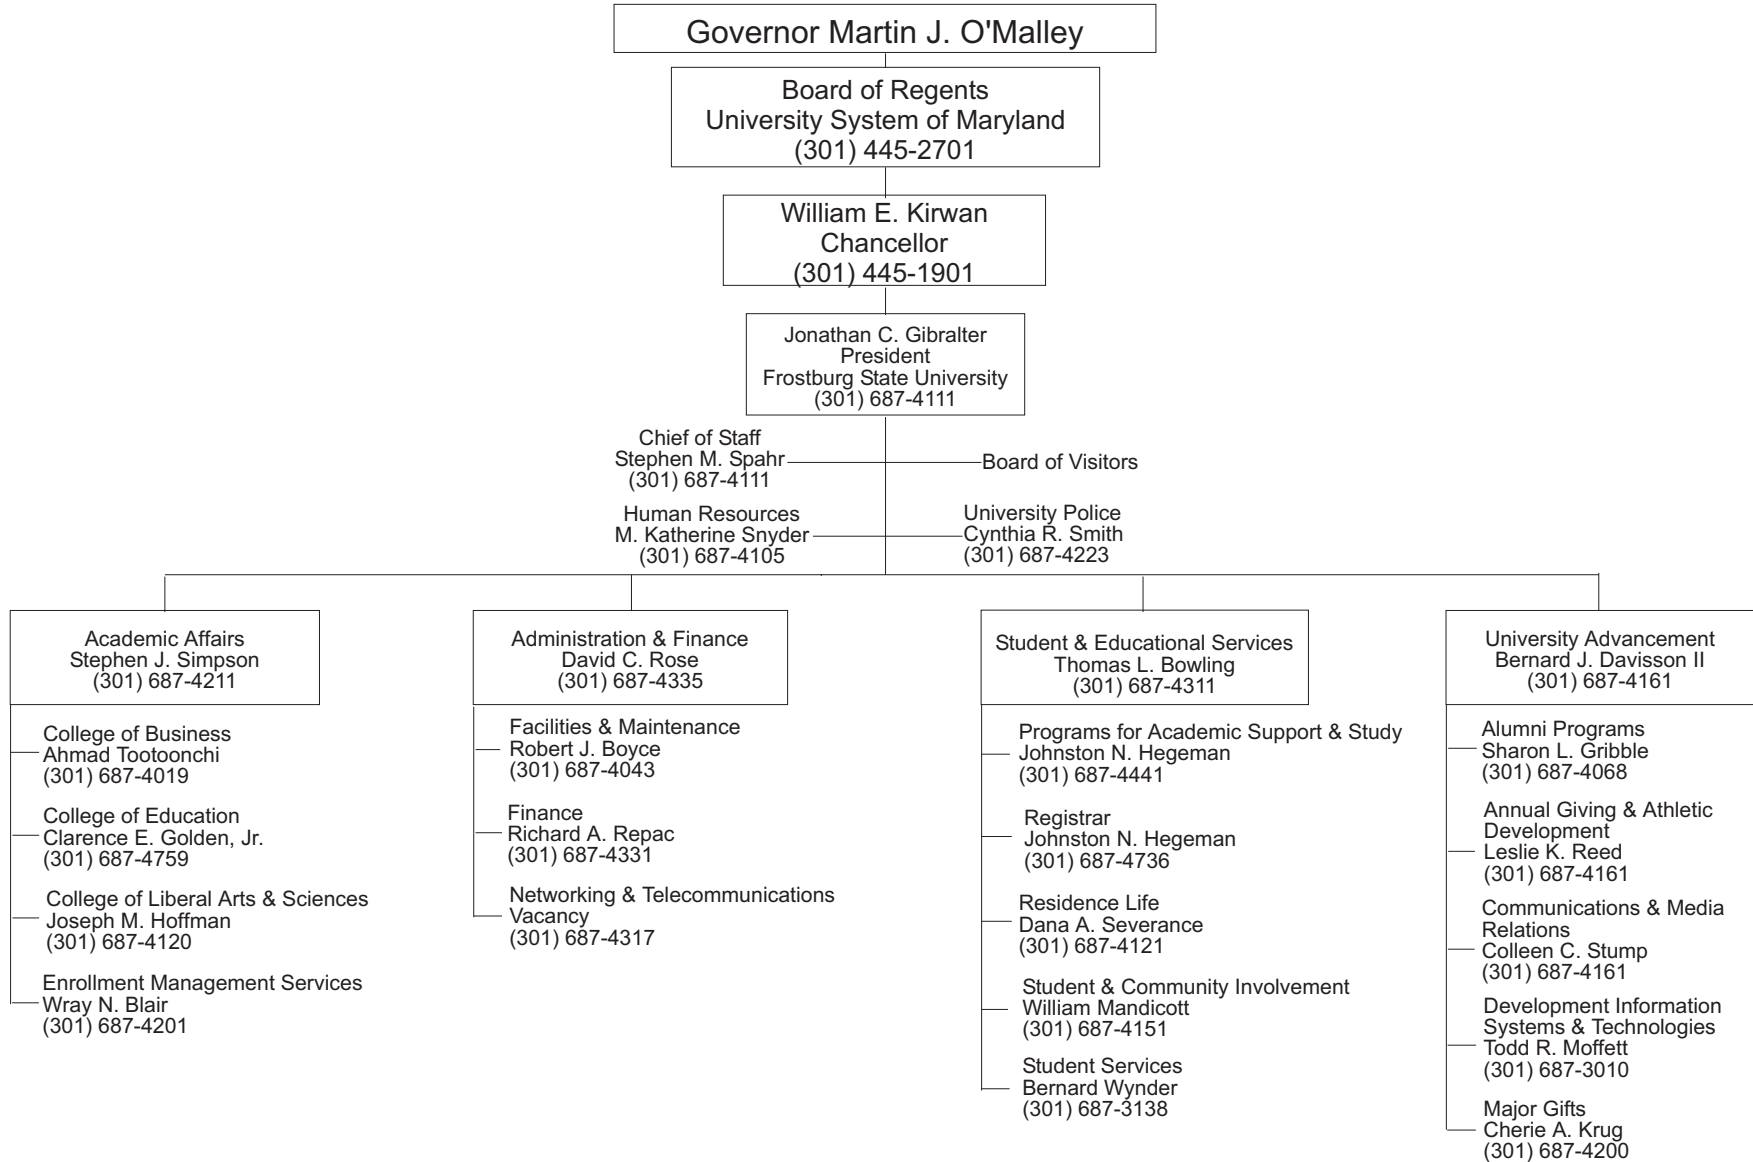 Governor Martin J. O'Malley
Board of Regents
University System of Maryland
(301) 445-2701
William E. Kirwan
Chancellor
(301) 445-1901
Jonathan C. Gibralter
President
Frostburg State University
(301) 687-4111
Chief of Staff
Stephen M. Spahr
(301) 687-4111
Board of Visitors
Human Resources
M. Katherine Snyder
(301) 687-4105
University Police
Cynthia R. Smith
(301) 687-4223
Academic Affairs
Stephen J. Simpson
(301) 687-4211
College of Business
Ahmad Tootoonchi
(301) 687-4019
College of Education
Clarence E. Golden, Jr.
(301) 687-4759
College of Liberal Arts & Sciences
Joseph M. Hoffman
(301) 687-4120
Enrollment Management Services
Wray N. Blair
(301) 687-4201
Administration & Finance
David C. Rose
(301) 687-4335
Facilities & Maintenance
Robert J. Boyce
(301) 687-4043
Finance
Richard A. Repac
(301) 687-4331
Networking & Telecommunications
Vacancy
(301) 687-4317
Student & Educational Services
Thomas L. Bowling
(301) 687-4311
Programs for Academic Support & Study
Johnston N. Hegeman
(301) 687-4441
Registrar
Johnston N. Hegeman
(301) 687-4736
Residence Life
Dana A. Severance
(301) 687-4121
Student & Community Involvement
William Mandicott
(301) 687-4151
Student Services
Bernard Wynder
(301) 687-3138
University Advancement
Bernard J. Davisson II
(301) 687-4161
Alumni Programs
Sharon L. Gribble
(301) 687-4068
Annual Giving & Athletic
Development
Leslie K. Reed
(301) 687-4161
Communications & Media
Relations
Colleen C. Stump
(301) 687-4161
Development Information
Systems & Technologies
Todd R. Moffett
(301) 687-3010
Major Gifts
Cherie A. Krug
(301) 687-4200